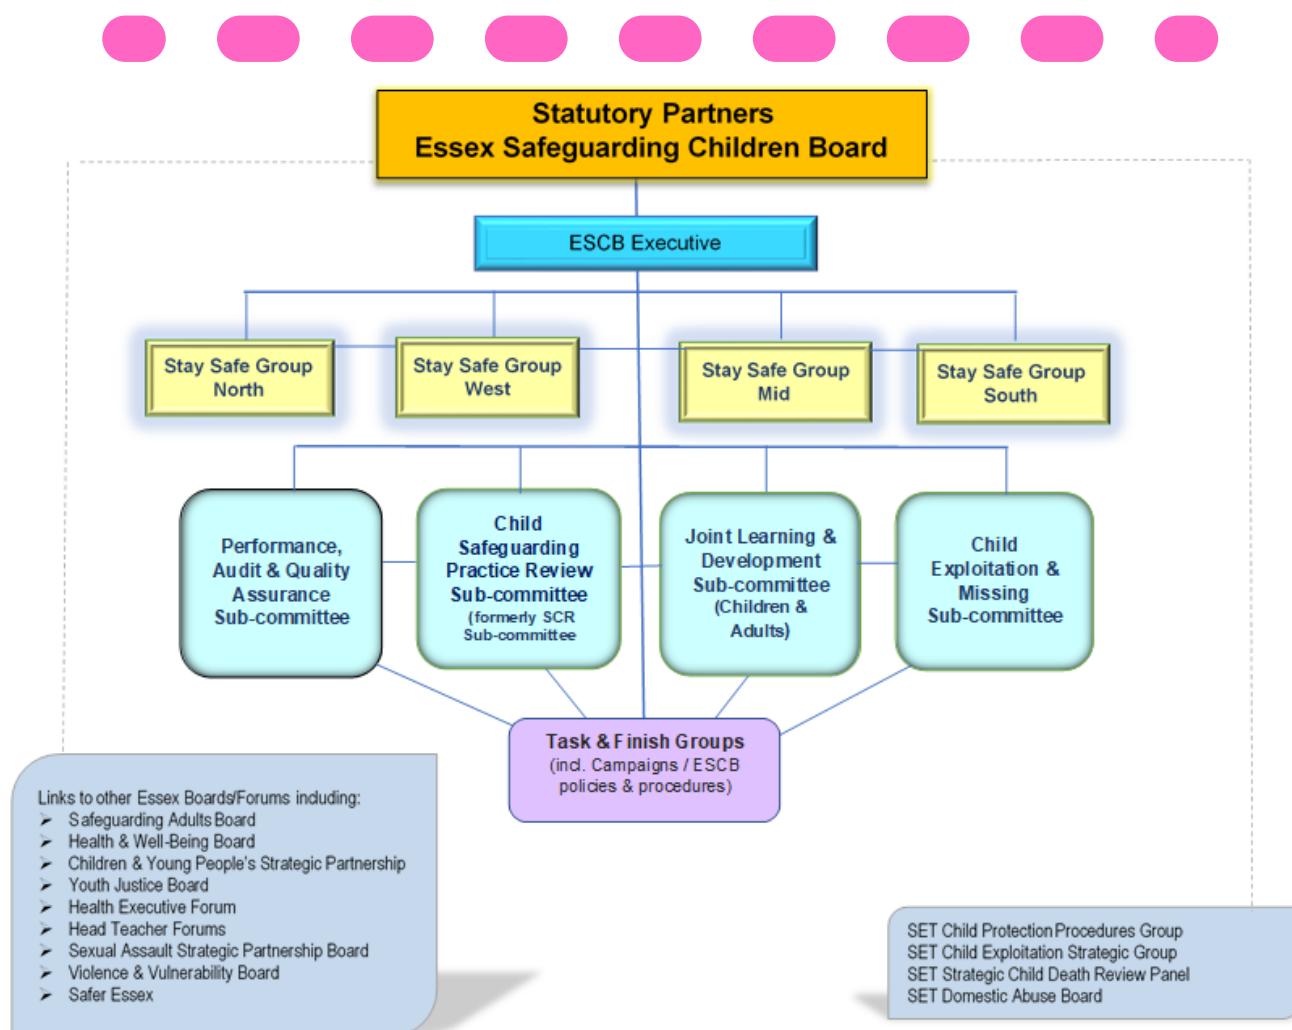 Statutory Partners
Essex Safeguarding Children Board
ESCB Executive
Stay Safe Group
North
Stay Safe Group
West
Stay Safe Group
Mid
Stay Safe Group
South
Performance,
Audit & Quality
Assurance
Sub-committee
Child
Safeguarding
Practice Review
Sub-committee
(formerly SCR
Sub-committee
Joint Learning &
Development
Sub-committee
(Children &
Adults)
Child
Exploitation &
Missing
Sub-committee
Task & Finish Groups
(incl. Campaigns / ESCB
policies & procedures)
Links to other Essex Boards/Forums including:
➢ Safeguarding Adults Board
➢ Health & Well-Being Board
➢ Children & Young People's Strategic Partnership
➢ Youth Justice Board
➢ Health Executive Forum
➢ Head Teacher Forums
➢ Sexual Assault Strategic Partnership Board
➢ Violence & Vulnerability Board
➢ Safer Essex
SET Child Protection Procedures Group
SET Child Exploitation Strategic Group
SET Strategic Child Death Review Panel
SET Domestic Abuse Board